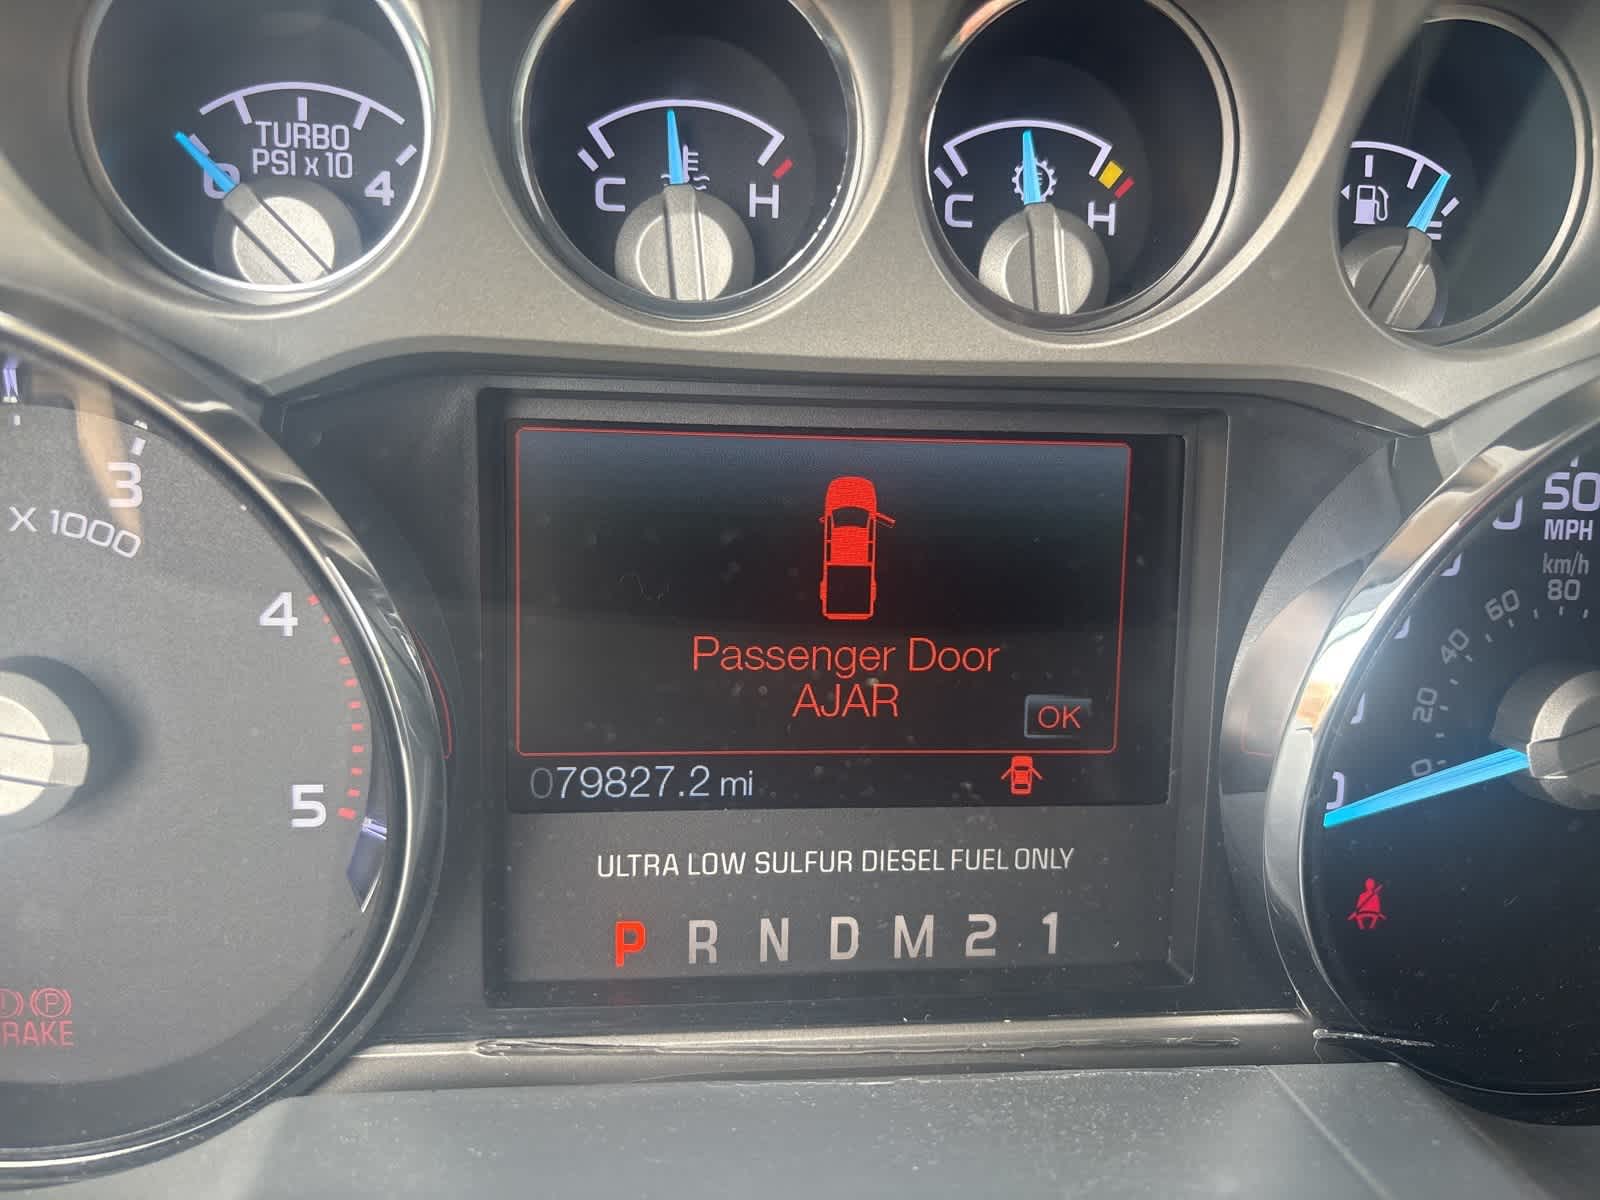 TURBO
PSI x 10
0
4
C
H
C
H
E
3
X 1000
4
5
Passenger Door
AJAR
OK
079827.2 mi
ULTRA LOW SULFUR DIESEL FUEL ONLY
P R N D M 2 1
50
MPH
km/h
80
60
40
20
0
0
P
RAKE